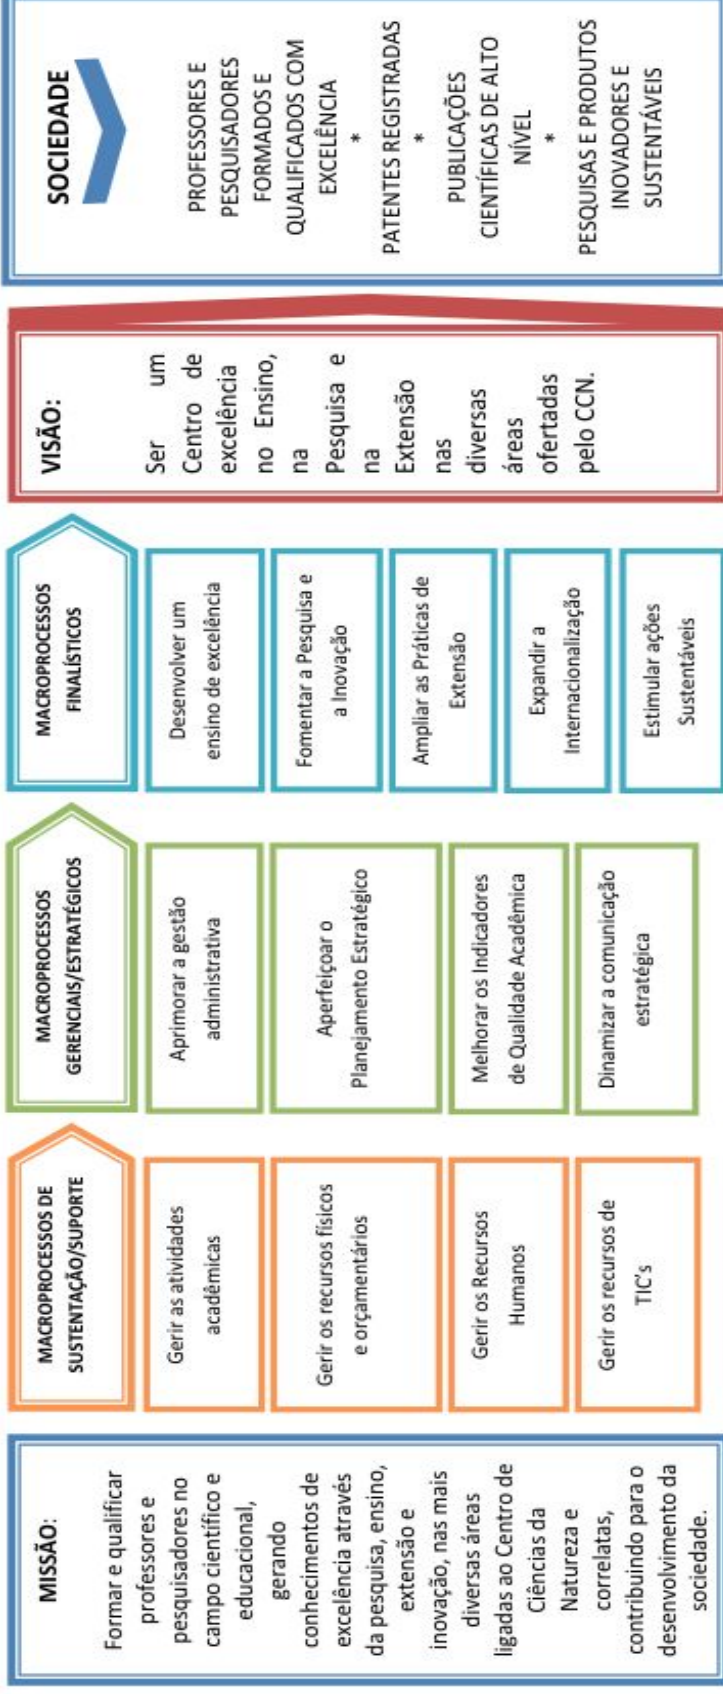 MISSÃO:
Formar e qualificar
professores e
pesquisadores no
campo científico e
educacional,
gerando
conhecimentos de
excelência através
da pesquisa, ensino,
extensão e
inovação, nas mais
diversas áreas
ligadas ao Centro de
Ciências da
Natureza e
correlatas,
contribuindo para o
desenvolvimento da
sociedade.
MACROPROCESSOS DE
SUSTENTAÇÃO/SUPORTE
Gerir as atividades
acadêmicas
Gerir os recursos físicos
e orçamentários
Gerir os Recursos
Humanos
Gerir os recursos de
TIC's
MACROPROCESSOS
GERENCIAIS/ESTRATÉGICOS
Aprimorar a gestão
administrativa
Aperfeiçoar o
Planejamento Estratégico
Melhorar os Indicadores
de Qualidade Acadêmica
Dinamizar a comunicação
estratégica
MACROPROCESSOS
FINALÍSTICOS
Desenvolver um
ensino de excelência
Fomentar a Pesquisa e
a Inovação
Ampliar as Práticas de
Extensão
Expandir a
Internacionalização
Estimular ações
Sustentáveis
VISÃO:
Ser um
Centro de
excelência
no Ensino,
na
Pesquisa e
na
Extensão
nas
diversas
áreas
ofertadas
pelo CCN.
SOCIEDADE
PROFESSORES E
PESQUISADORES
FORMADOS E
QUALIFICADOS COM
EXCELÊNCIA
*
PATENTES REGISTRADAS
*
PUBLICAÇÕES
CIENTÍFICAS DE ALTO
NÍVEL
*
PESQUISAS E PRODUTOS
INOVADORES E
SUSTENTÁVEIS